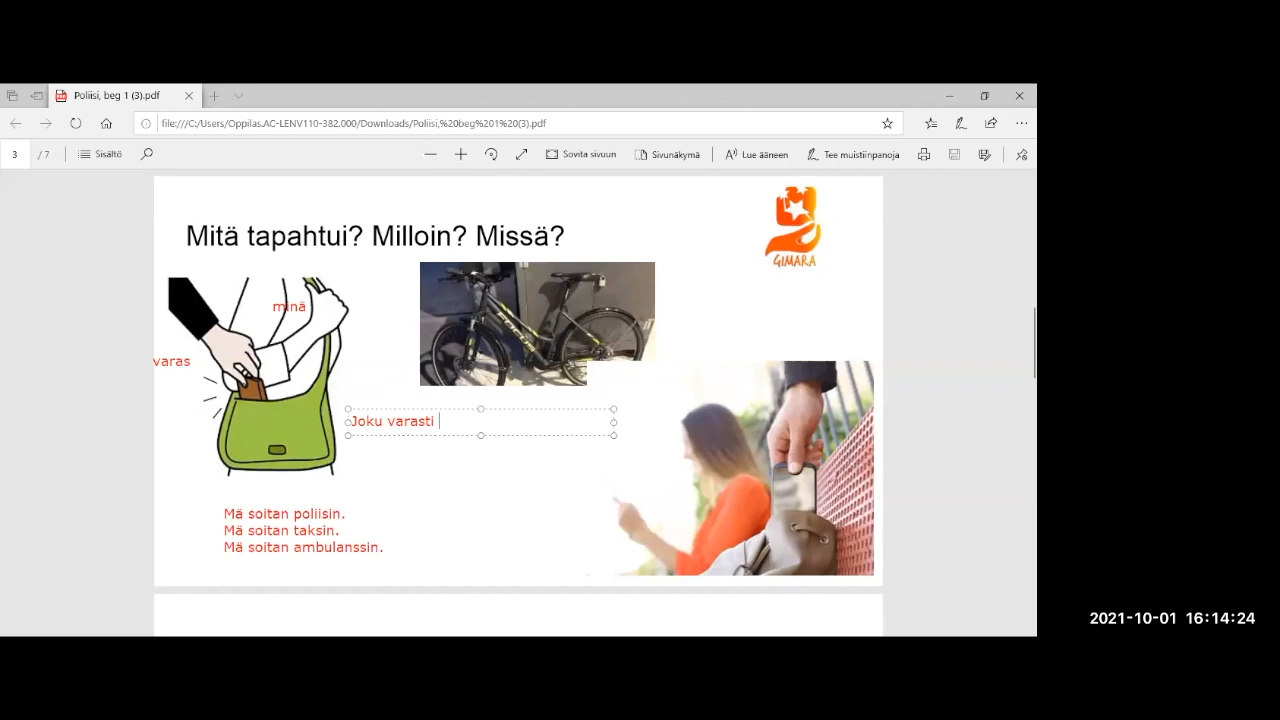 Poliisi, beg 1 (3).pdf
file:///C:/Users/Oppilas.AC-LENV110-382.000/Downloads/Poliisi,%20beg%201%20(3).pdf
3 / 7 Sisältö Sovita sivuun Sivunäkymä Lue ääneen Tee muistiinpanoja
Mitä tapahtui? Milloin? Missä?
GIMARA
minä
varas
FOCUS
Joku varasti
Mä soitan poliisin.
Mä soitan taksin.
Mä soitan ambulanssin.
2021-10-01 16:14:24